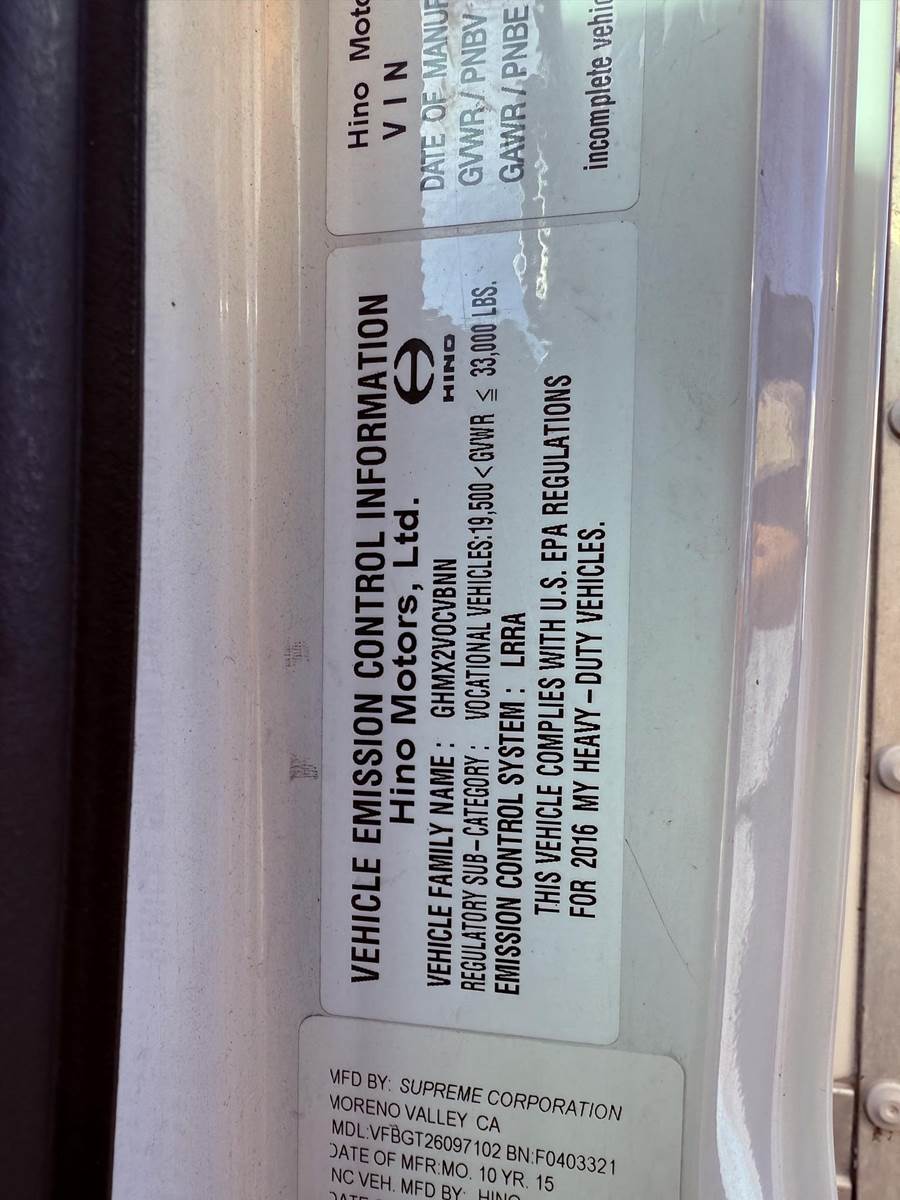 Hino Moto
VIN
DATE OF MANUF
GVWR / PNBV
GAWR / PNBE
incomplete vehic
VEHICLE EMISSION CONTROL INFORMATION
Hino Motors, Ltd.
HINO
VEHICLE FAMILY NAME : GHMX2VOCVBNN
REGULATORY SUB-CATEGORY : VOCATIONAL VEHICLES:19,500 < GVWR ≦ 33,000 LBS.
EMISSION CONTROL SYSTEM : LRRA
THIS VEHICLE COMPLIES WITH U.S. EPA REGULATIONS
FOR 2016 MY HEAVY-DUTY VEHICLES.
MFD BY: SUPREME CORPORATION
MORENO VALLEY CA
MDL:VFBGT26097102 BN:F0403321
DATE OF MFR:MO. 10 YR. 15
NC VEH. MFD BY: HINO